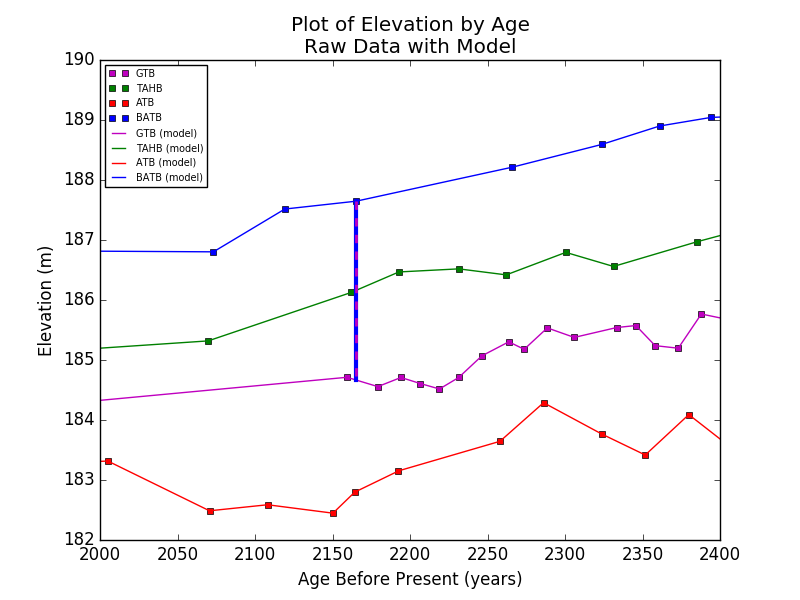 Plot of Elevation by Age
Raw Data with Model
190
189
188
187
186
185
184
183
182
Elevation (m)
GTB
TAHB
ATB
BATB
GTB (model)
TAHB (model)
ATB (model)
BATB (model)
2000 2050 2100 2150 2200 2250 2300 2350 2400
Age Before Present (years)